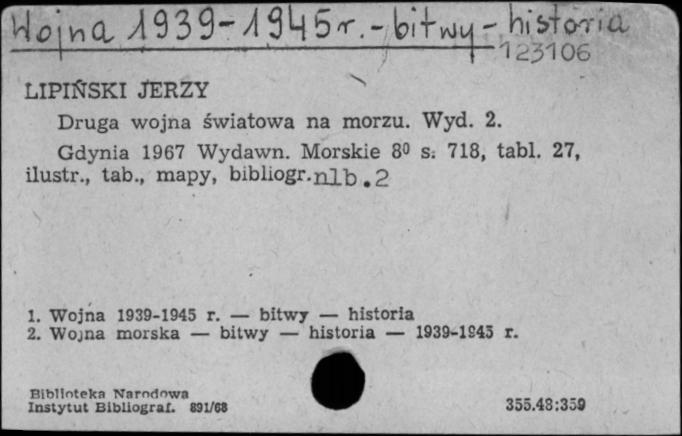 Wojna 1939-1945 r. - bitwy - historia
123106
LIPIŃSKI JERZY
Druga wojna światowa na morzu. Wyd. 2.
Gdynia 1967 Wydawn. Morskie 8⁰ s. 718, tabl. 27,
ilustr., tab., mapy, bibliogr. nlb.2
1. Wojna 1939-1945 r. — bitwy — historia
2. Wojna morska — bitwy — historia — 1939-1945 r.
Biblioteka Narodowa
Instytut Bibliograf. 891/68
355.48:359